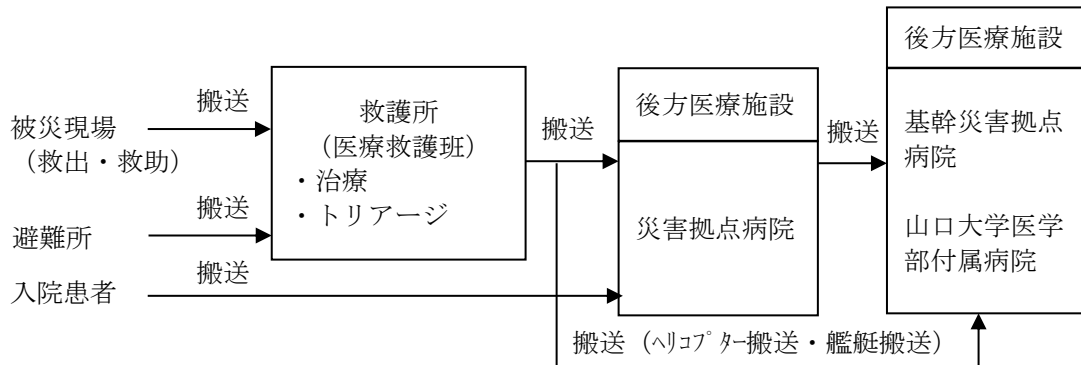 被災現場
（救出・救助）
搬送
避難所
搬送
入院患者
搬送
救護所
（医療救護班）
・治療
・トリアージ
搬送
後方医療施設
災害拠点病院
搬送
後方医療施設
基幹災害拠点
病院
山口大学医学
部付属病院
搬送（ﾍﾘｺﾌﾟﾀｰ搬送・艦艇搬送）